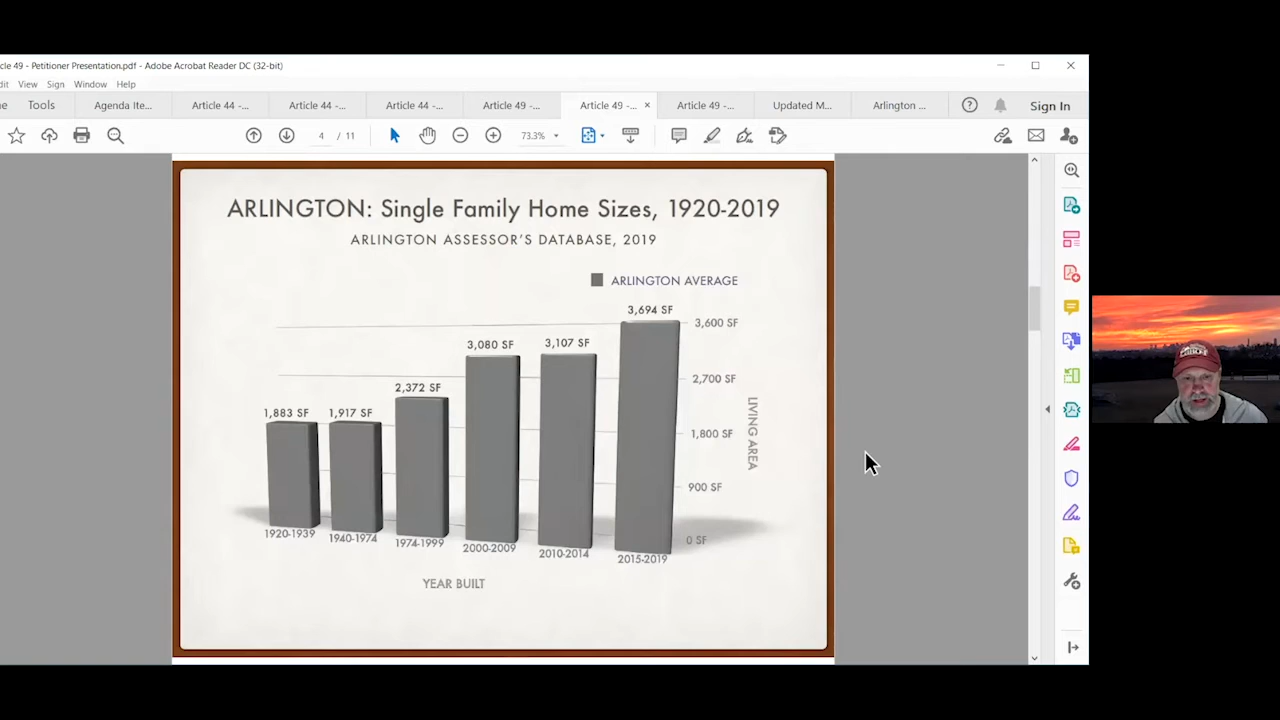 cle 49 - Petitioner Presentation.pdf - Adobe Acrobat Reader DC (32-bit)
dit View Sign Window Help
e Tools Agenda Ite... Article 44 -... Article 44 -... Article 44 -... Article 49 -... Article 49 -... × Article 49 -... Updated M... Arlington ... Sign In
4 / 11 73.3%
ARLINGTON: Single Family Home Sizes, 1920-2019
ARLINGTON ASSESSOR'S DATABASE, 2019
ARLINGTON AVERAGE
3,694 SF
3,600 SF
3,080 SF
3,107 SF
2,700 SF
2,372 SF
1,883 SF
1,917 SF
1,800 SF
LIVING AREA
900 SF
0 SF
1920-1939
1940-1974
1974-1999
2000-2009
2010-2014
2015-2019
YEAR BUILT